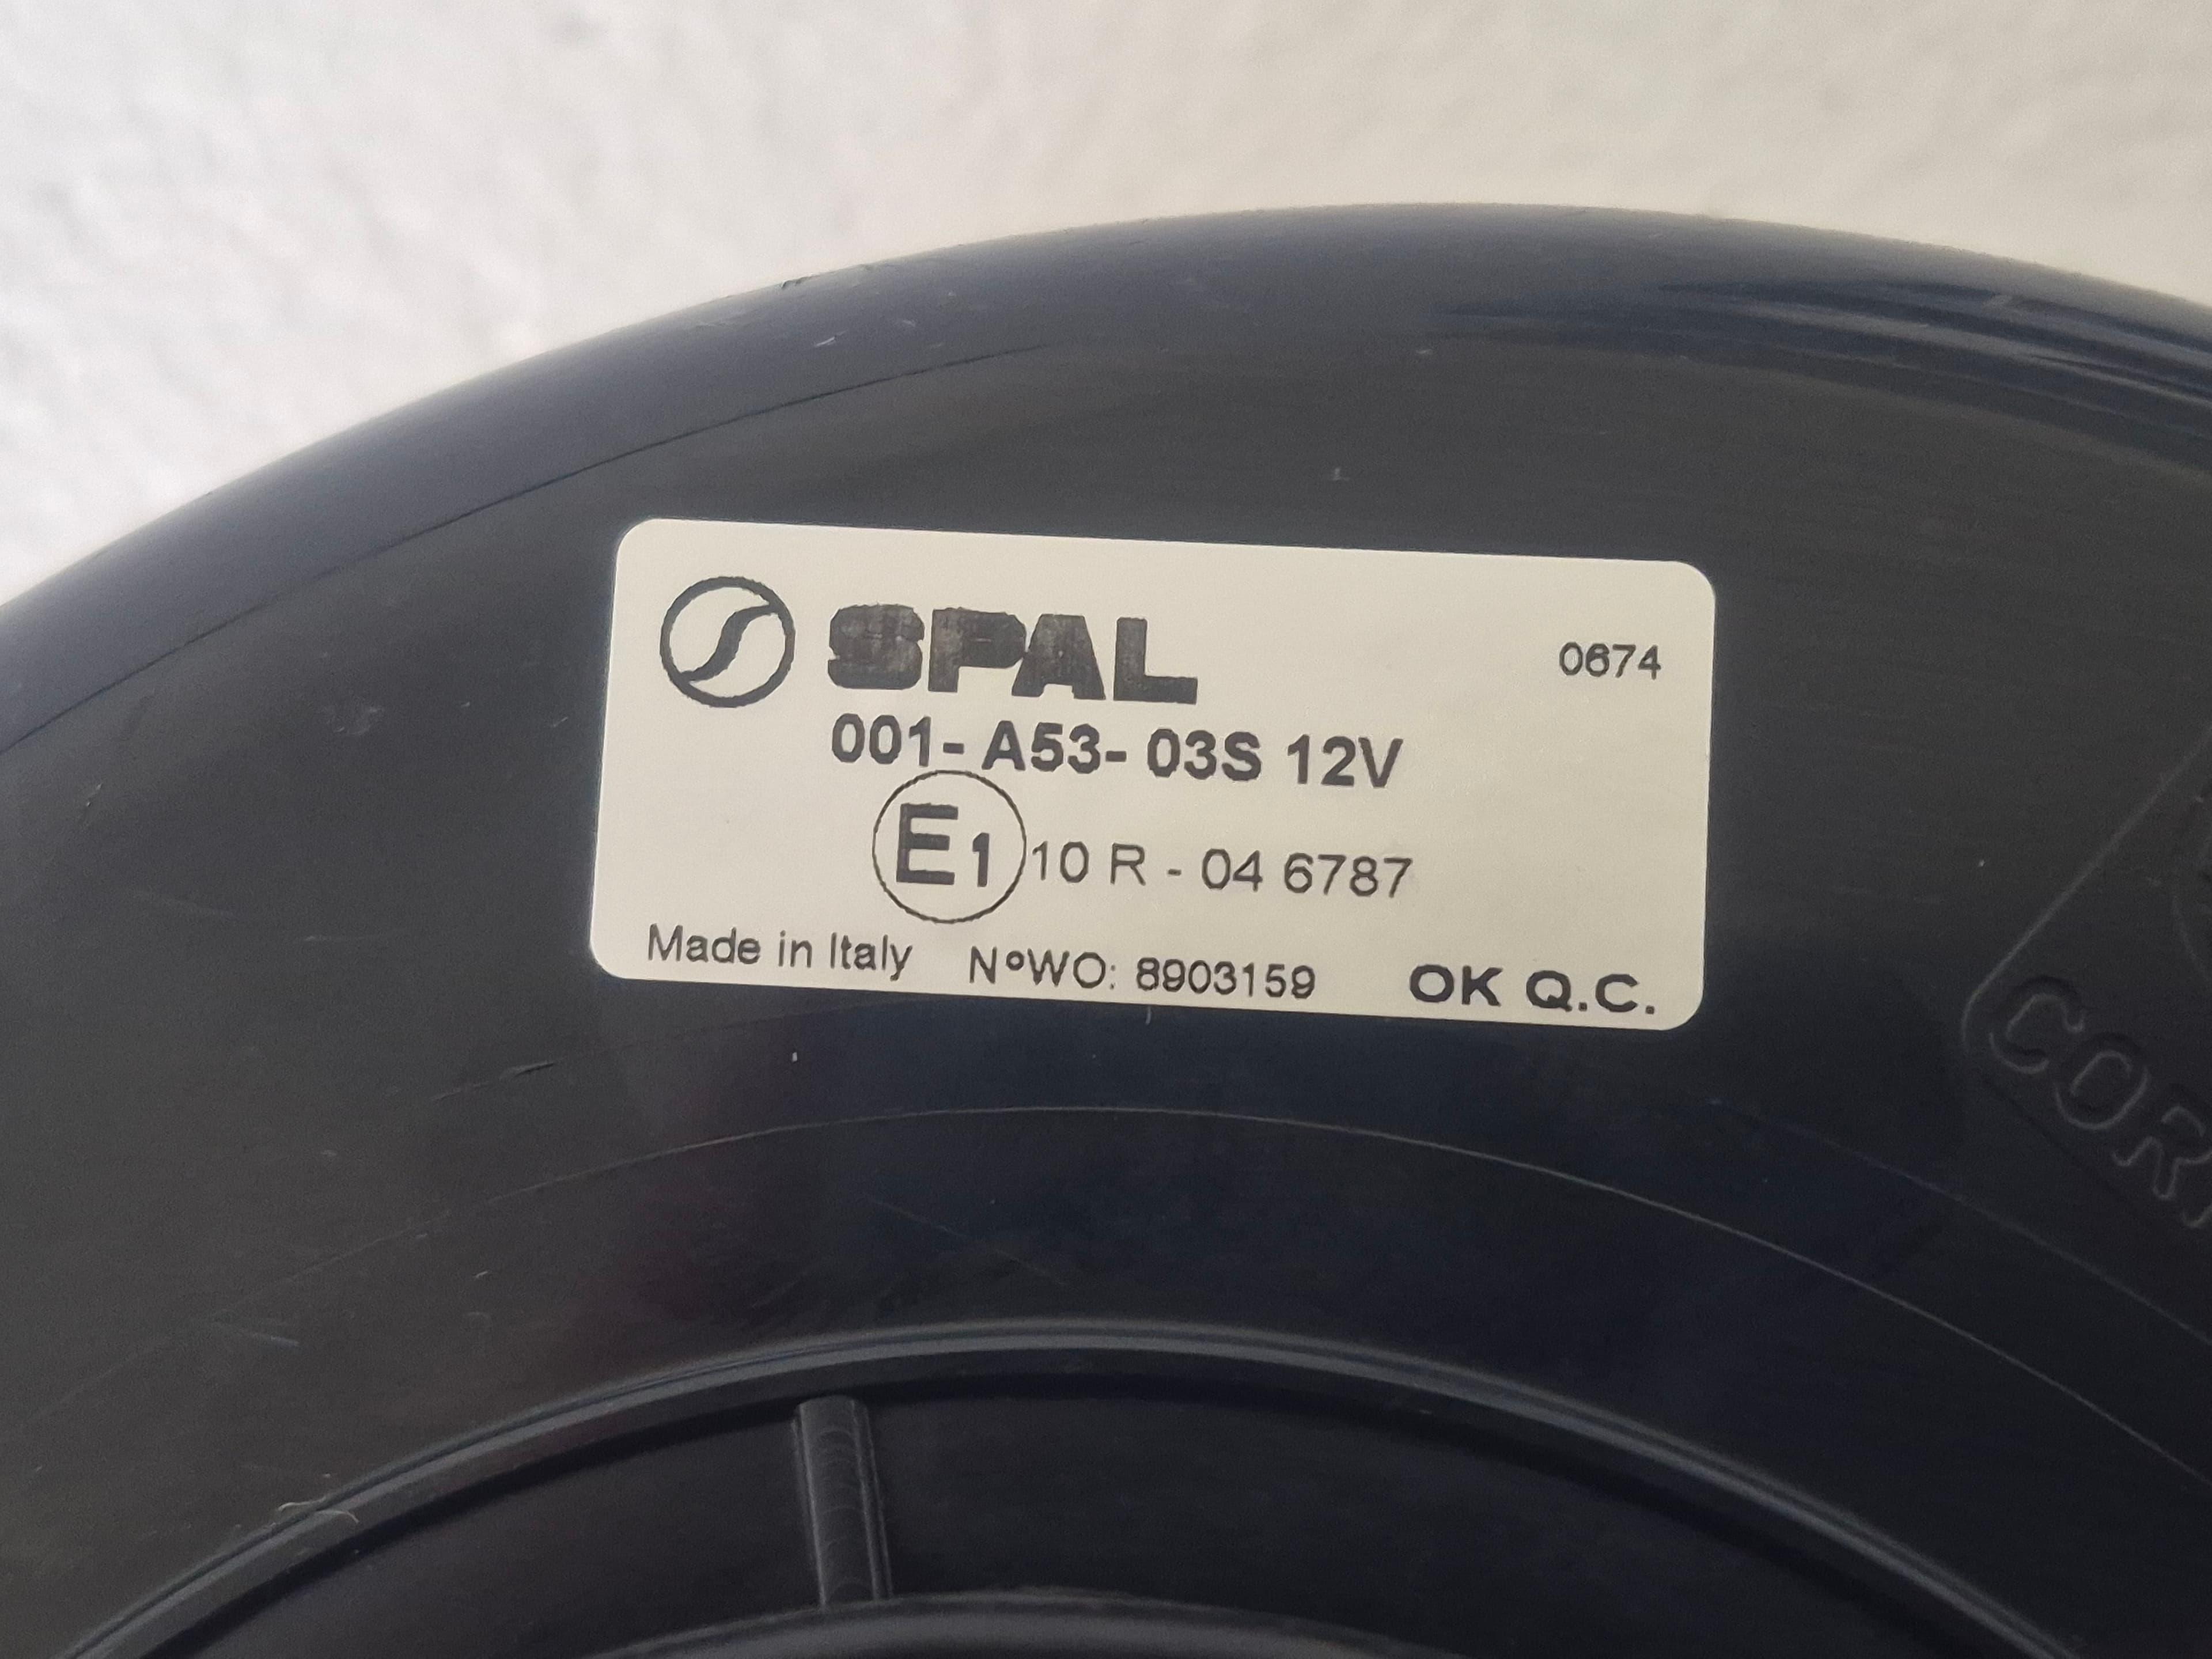 SPAL
0674
001- A53- 03S 12V
E1 10 R - 04 6787
Made in Italy N°WO: 8903159 OK Q.C.